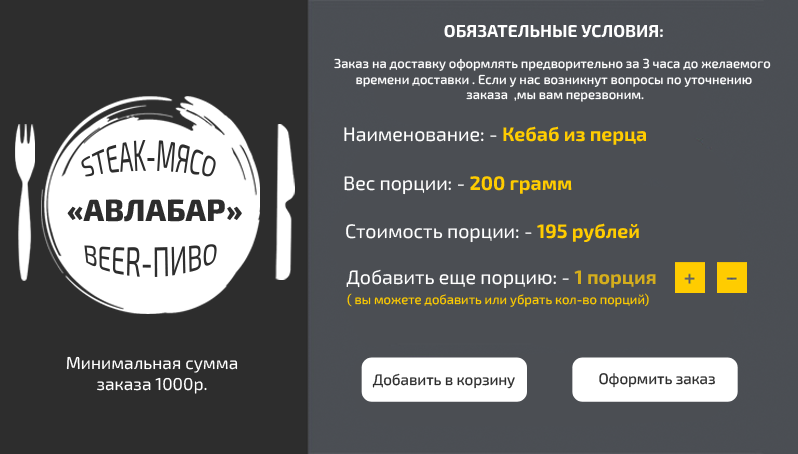 STEAK-МЯСО
«АВЛАБАР»
BEER-ПИВО
Минимальная сумма
заказа 1000р.
ОБЯЗАТЕЛЬНЫЕ УСЛОВИЯ:
Заказ на доставку оформлять предворительно за 3 часа до желаемого
времени доставки . Если у нас возникнут вопросы по уточнению
заказа ,мы вам перезвоним.
Наименование: - Кебаб из перца
Вес порции: - 200 грамм
Стоимость порции: - 195 рублей
Добавить еще порцию: - 1 порция + −
( вы можете добавить или убрать кол-во порций)
Добавить в корзину
Оформить заказ